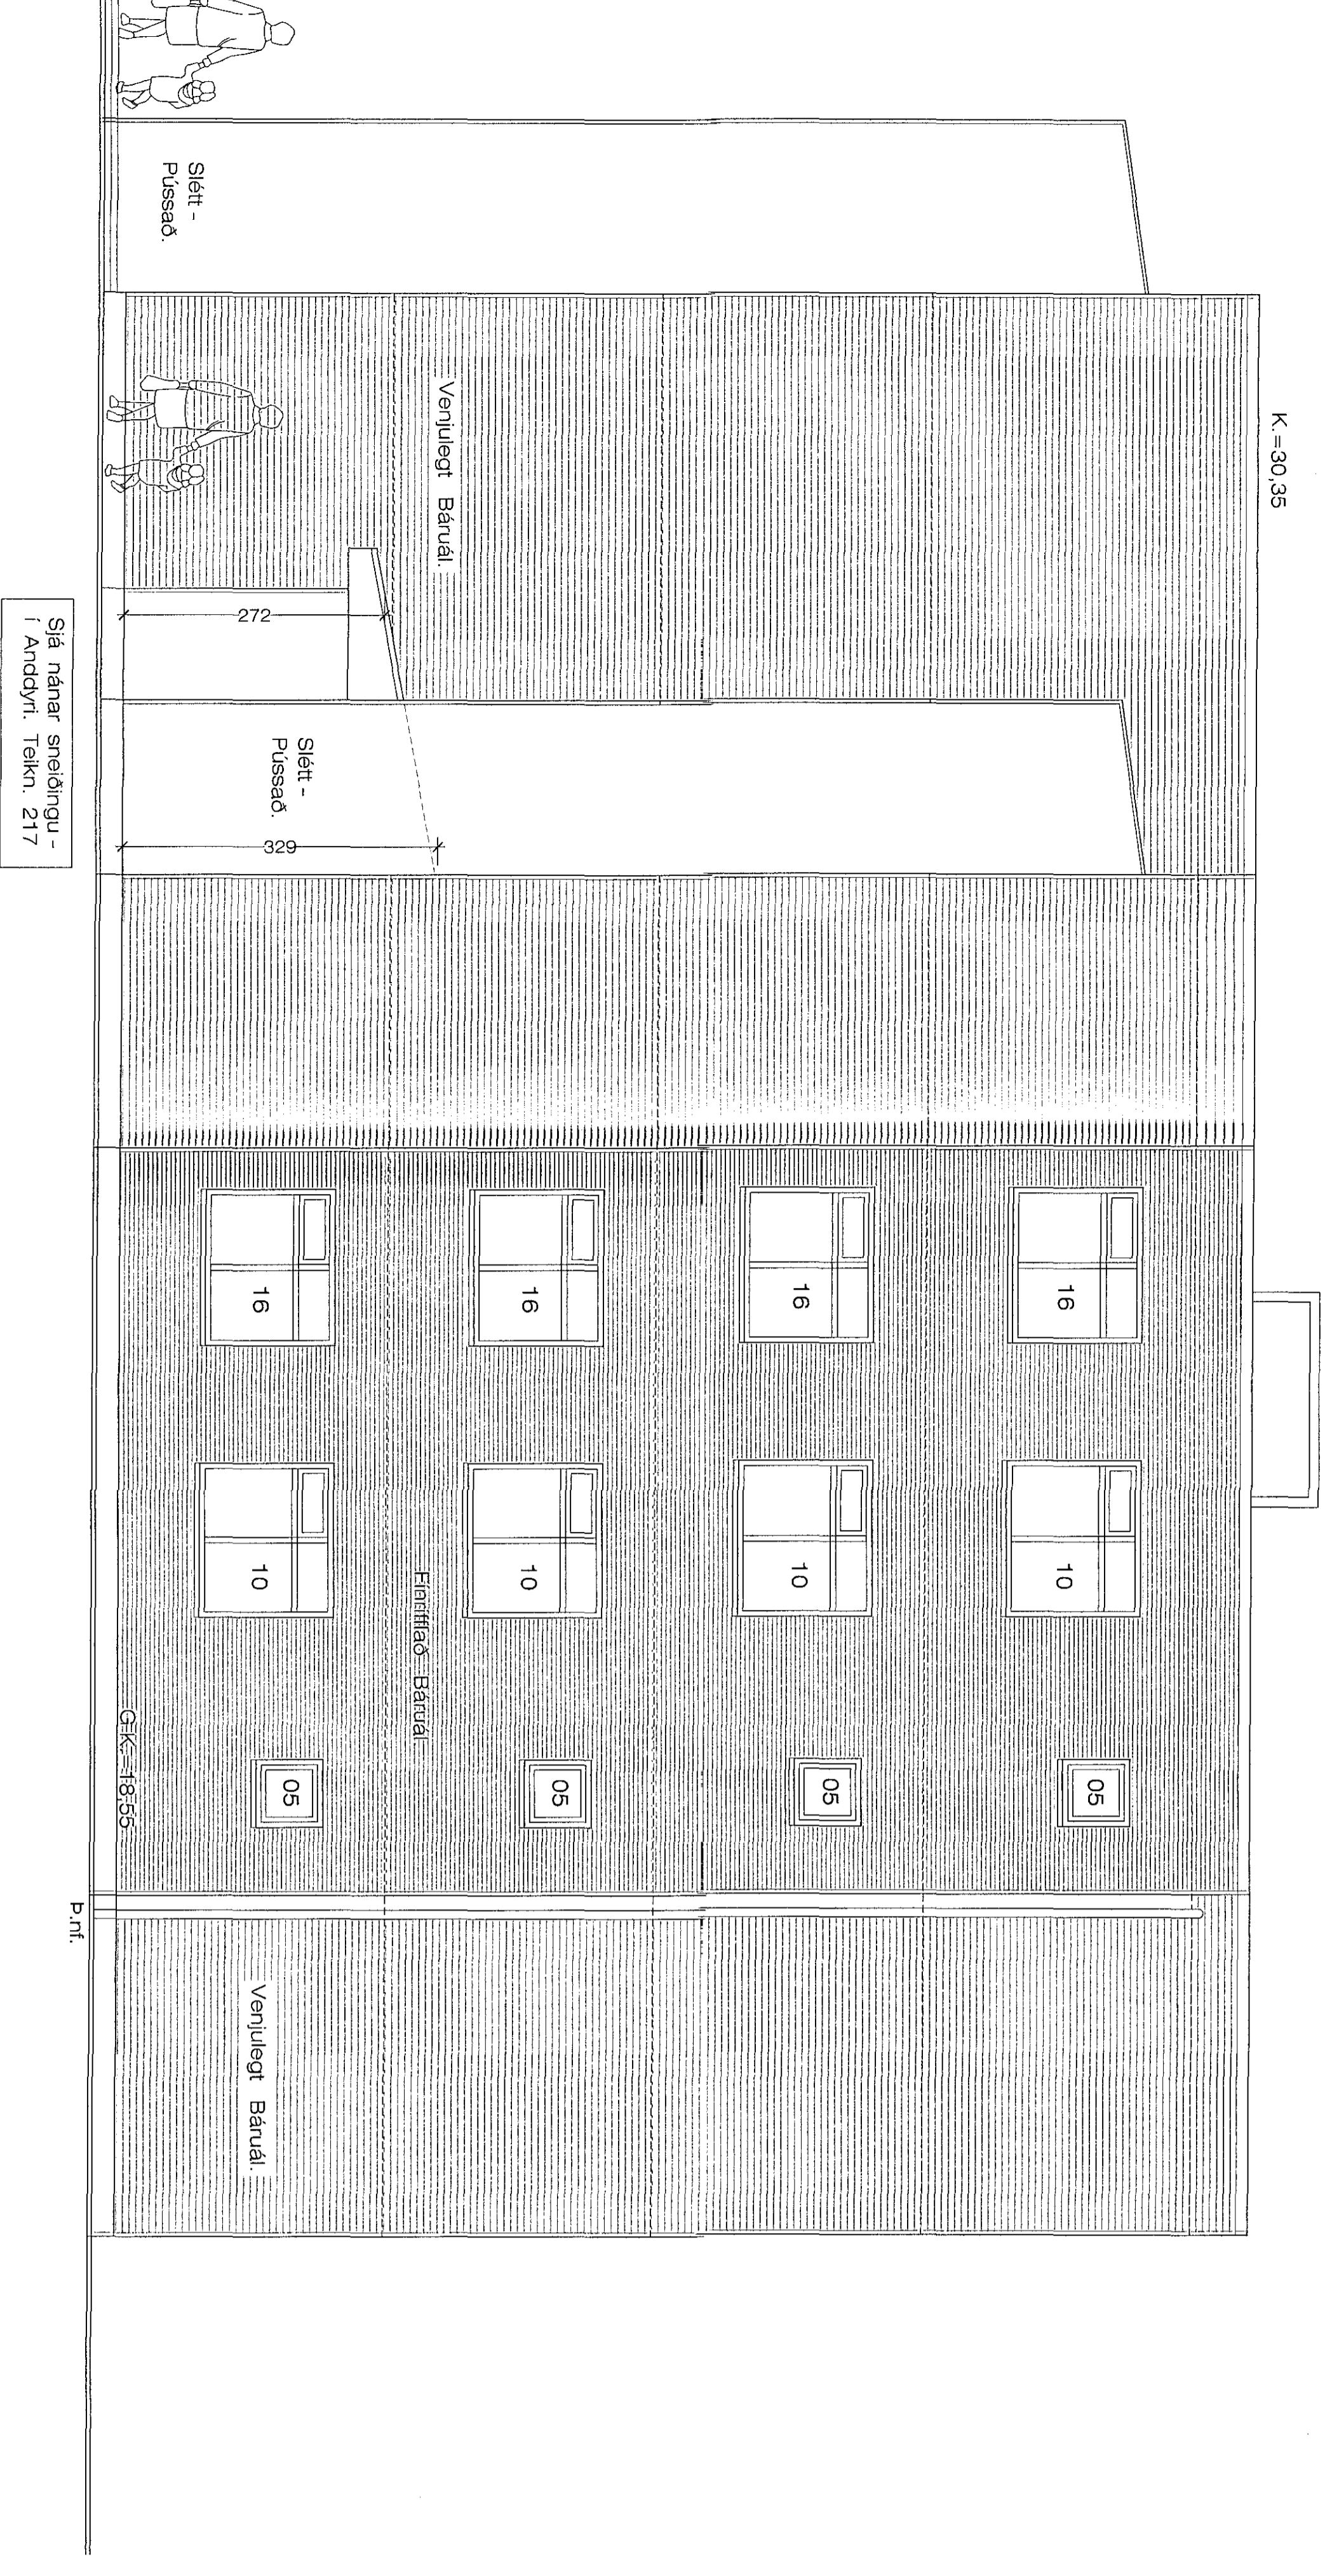 K.=30,35
Venjulegt Báruál.
Slétt -
Pússað.
272
Slétt -
Pússað.
329
16
10
05
16
10
05
16
10
05
Finrifflað Báruál
16
10
05
G.K.=18.55
Venjulegt Báruál.
Þ.nf.
Sjá nánar sneiðingu -
í Anddyri. Teikn. 217